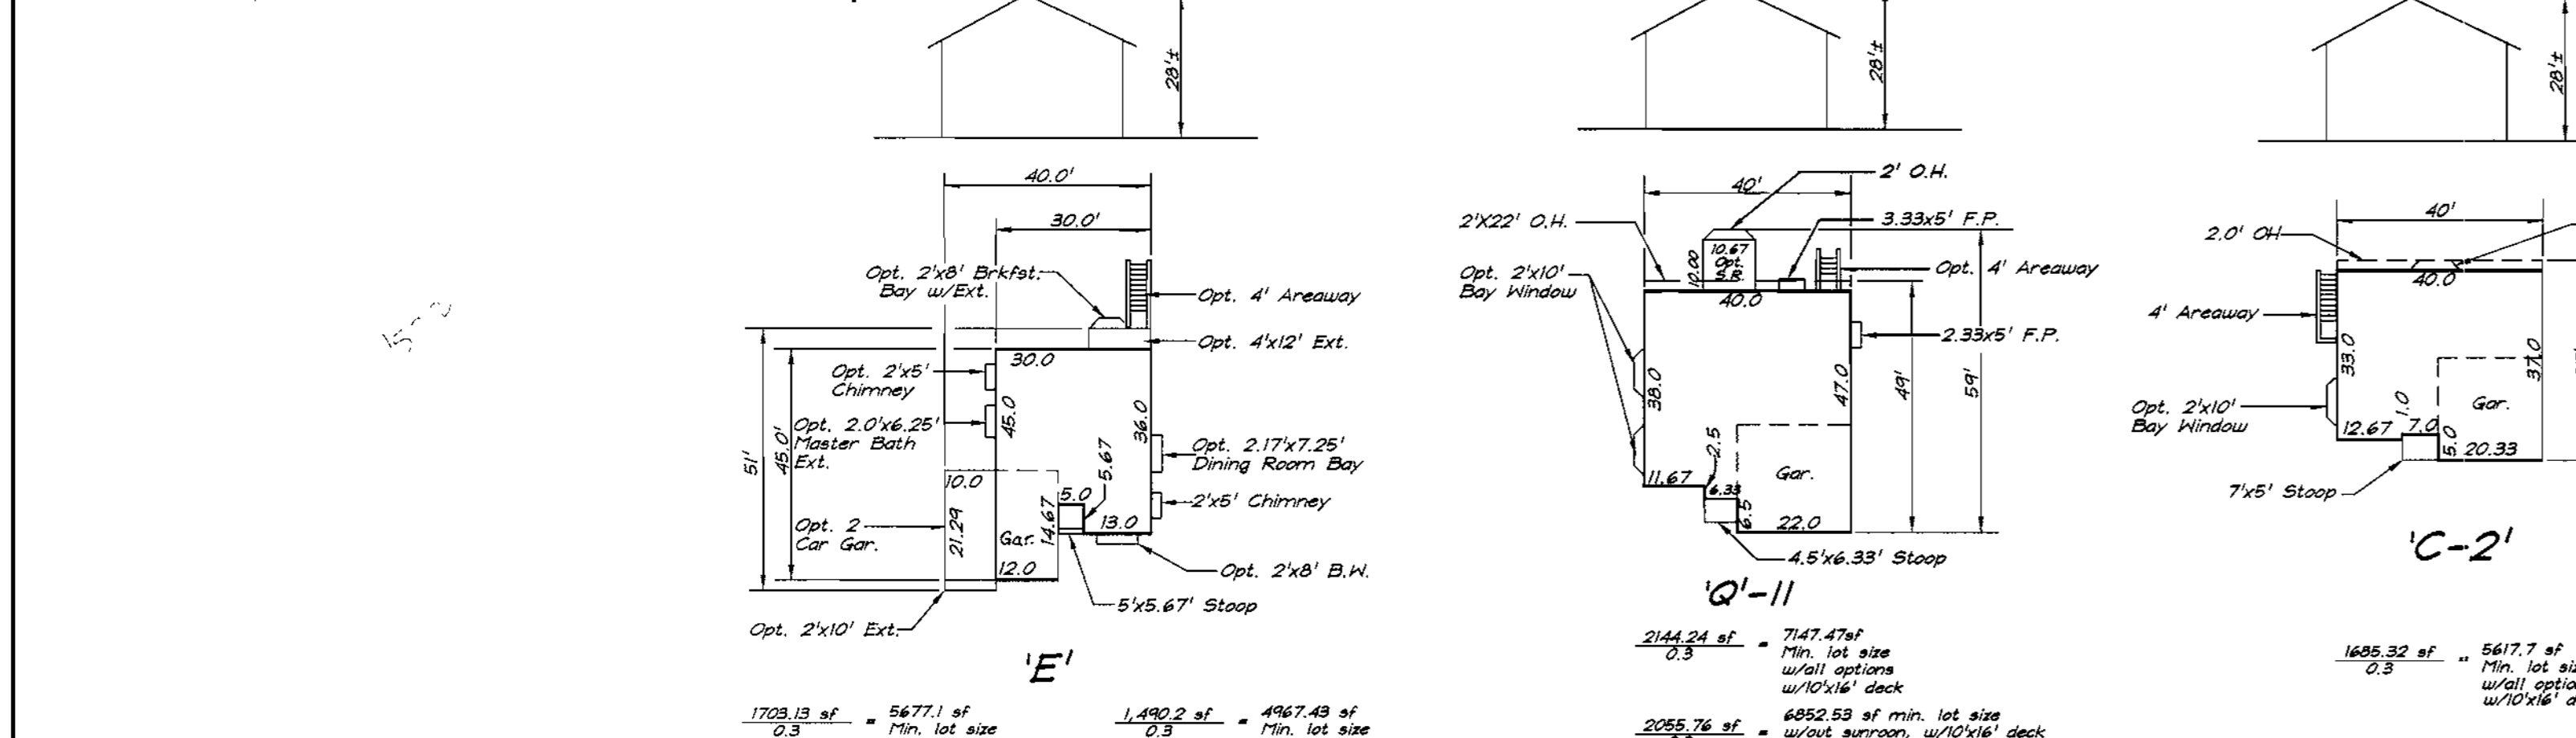 28'±
40.0'
30.0'
Opt. 2'x8' Brkfst.
Bay w/Ext.
Opt. 4' Areaway
Opt. 4'x12' Ext.
30.0
Opt. 2'x5'
Chimney
45.0
36.0
Opt. 2.0'x6.25'
Master Bath
Ext.
51'
45.0'
5.67
Opt. 2.17'x7.25'
Dining Room Bay
10.0
5.0
2'x5' Chimney
Opt. 2
Car Gar.
21.29
Gar.
14.67
13.0
12.0
Opt. 2'x8' B.W.
5'x5.67' Stoop
Opt. 2'x10' Ext.
'E'
1703.13 sf
0.3
= 5677.1 sf
Min. lot size
1,490.2 sf
0.3
= 4967.43 sf
Min. lot size
28'±
2' O.H.
40'
2'X22' O.H.
3.33x5' F.P.
10.67
Opt.
S.R.
10.00
Opt. 2'x10'
Bay Window
Opt. 4' Areaway
40.0
2.33x5' F.P.
38.0
47.0
49'
59'
2.5
11.67
6.33
6.5
Gar.
22.0
4.5'x6.33' Stoop
'Q'-11
2144.24 sf
0.3
= 7147.47sf
Min. lot size
w/all options
w/10'x16' deck
2055.76 sf
= 6852.53 sf min. lot size
w/out sunroon, w/10'x16' deck
28'±
40'
2.0' OH
40.0
4' Areaway
33.0
37.0
Opt. 2'x10'
Bay Window
1.0
Gar.
12.67
7.0
5.0
20.33
7'x5' Stoop
'C-2'
1685.32 sf
0.3
= 5617.7 sf
Min. lot siz
w/all optio
w/10'x16' d